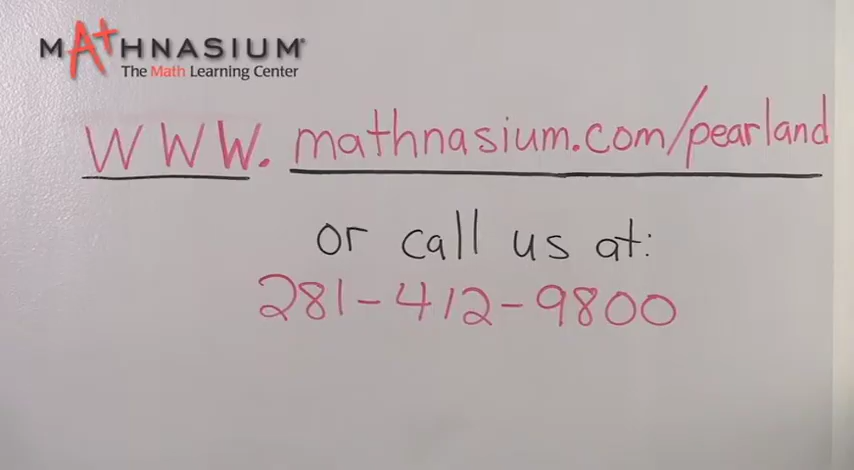 MATHNASIUM®
The Math Learning Center
www. mathnasium.com/pearland
or call us at:
281-412-9800